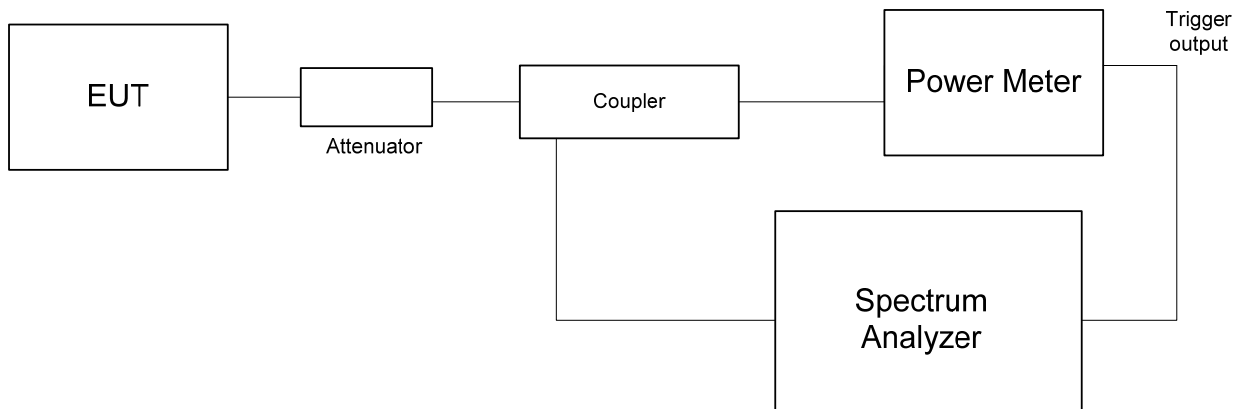 EUT
Attenuator
Coupler
Power Meter
Trigger
output
Spectrum
Analyzer